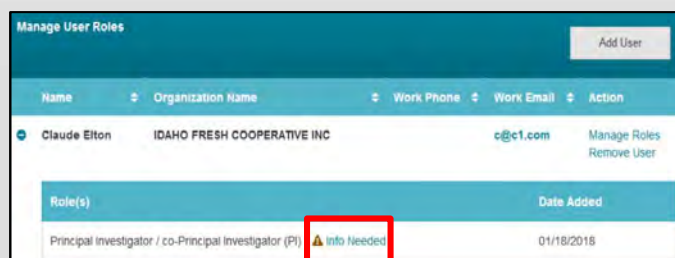 Manage User Roles
Add User
Name Organization Name Work Phone Work Email Action
Claude Elton IDAHO FRESH COOPERATIVE INC c@c1.com Manage Roles
Remove User
Role(s) Date Added
Principal Investigator / co-Principal Investigator (PI) Info Needed 01/18/2018